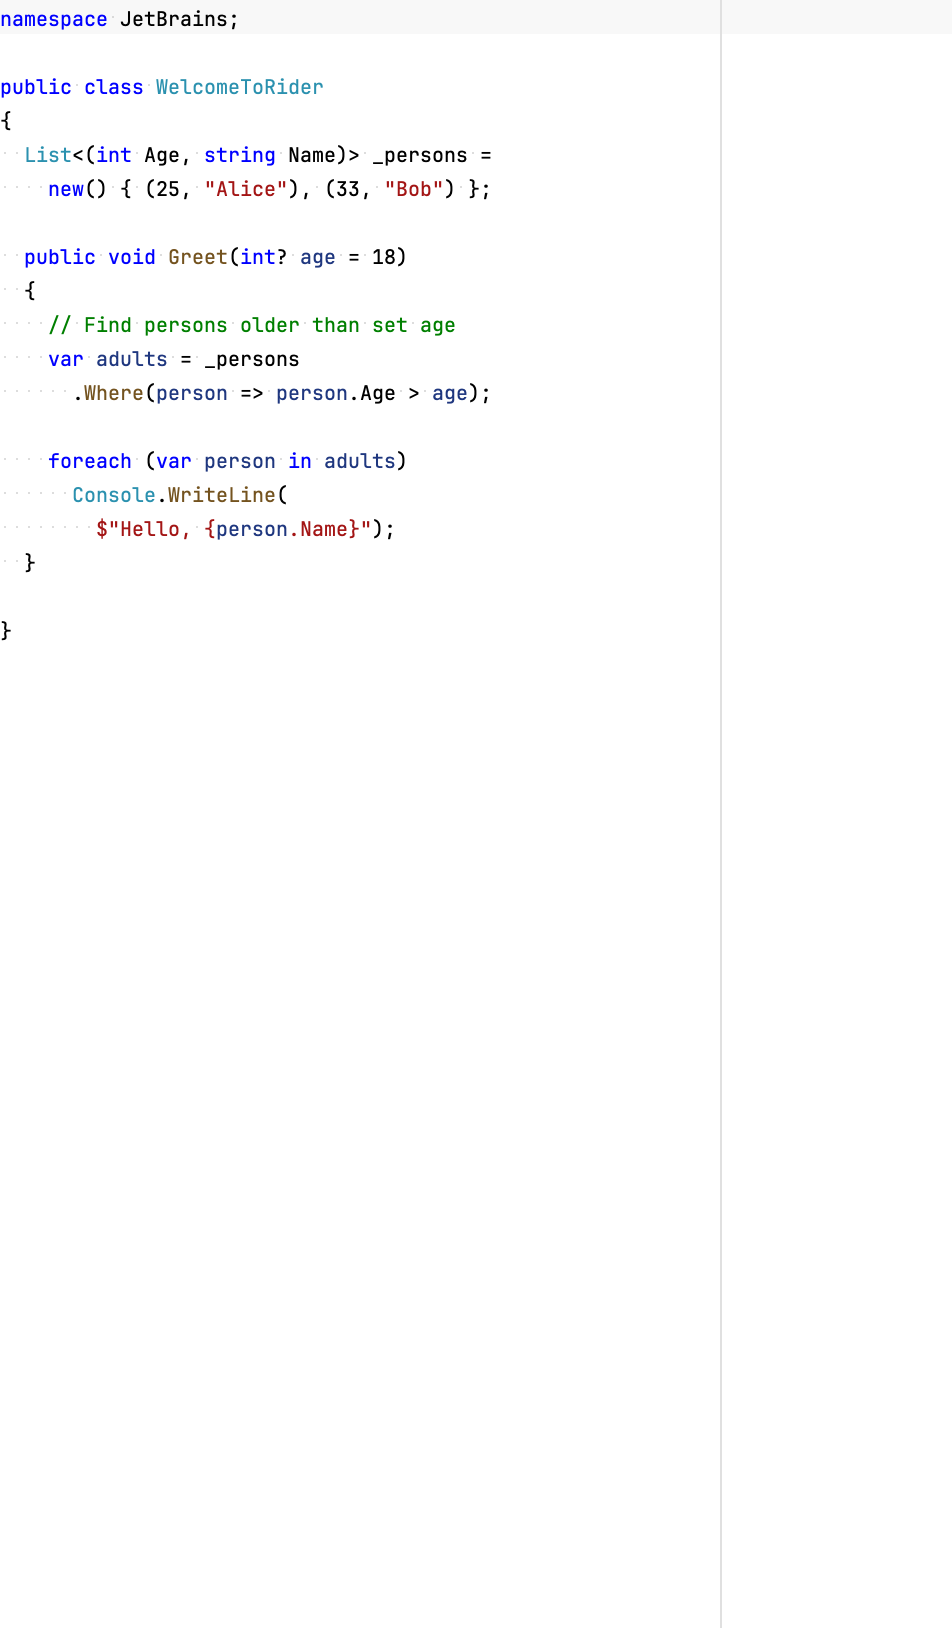 namespace JetBrains;
public class WelcomeToRider
{
  List<(int Age, string Name)> _persons =
    new() { (25, "Alice"), (33, "Bob") };
  public void Greet(int? age = 18)
  {
    // Find persons older than set age
    var adults = _persons
      .Where(person => person.Age > age);
    foreach (var person in adults)
      Console.WriteLine(
        $"Hello, {person.Name}");
  }
}